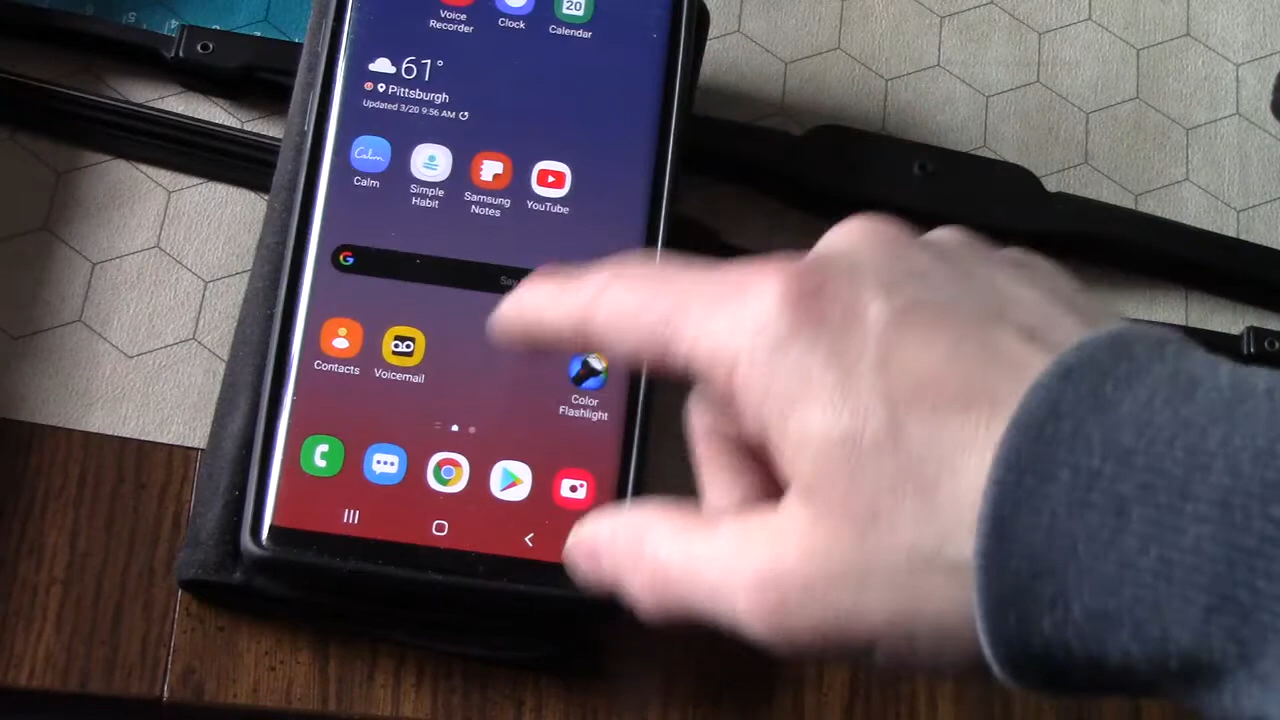 Voice
Recorder
Clock
20
Calendar
61°
Pittsburgh
Updated 3/20 9:56 AM
Calm
Calm
Simple
Habit
Samsung
Notes
YouTube
G
Say
Contacts
Voicemail
Color
Flashlight